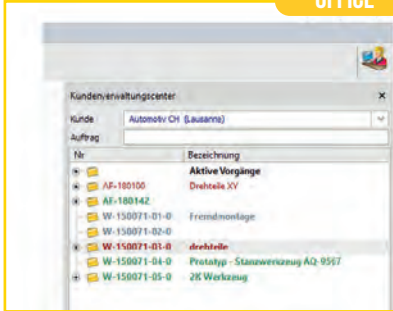 OFFICE
Kundenverwaltungscenter
Kunde Automotiv CH (Lausanne)
Auftrag
Nr Bezeichnung
Aktive Vorgänge
AF-180100 Drehteile XY
AF-180142
W-150071-01-0 Fremdmontage
W-150071-02-0
W-150071-03-0 drehteile
W-150071-04-0 Prototyp - Stanzwerkzeug AQ-9567
W-150071-05-0 2K Werkzeug